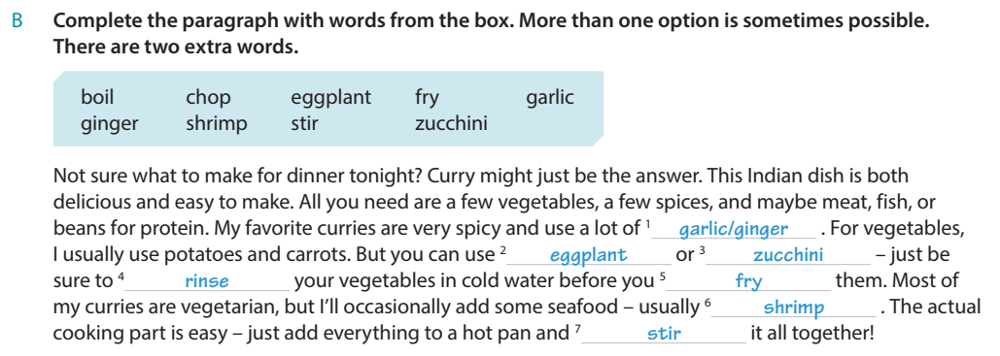 B Complete the paragraph with words from the box. More than one option is sometimes possible.
There are two extra words.
boil chop eggplant fry garlic
ginger shrimp stir zucchini
Not sure what to make for dinner tonight? Curry might just be the answer. This Indian dish is both
delicious and easy to make. All you need are a few vegetables, a few spices, and maybe meat, fish, or
beans for protein. My favorite curries are very spicy and use a lot of 1 garlic/ginger . For vegetables,
I usually use potatoes and carrots. But you can use 2 eggplant or 3 zucchini – just be
sure to 4 rinse your vegetables in cold water before you 5 fry them. Most of
my curries are vegetarian, but I’ll occasionally add some seafood – usually 6 shrimp . The actual
cooking part is easy – just add everything to a hot pan and 7 stir it all together!